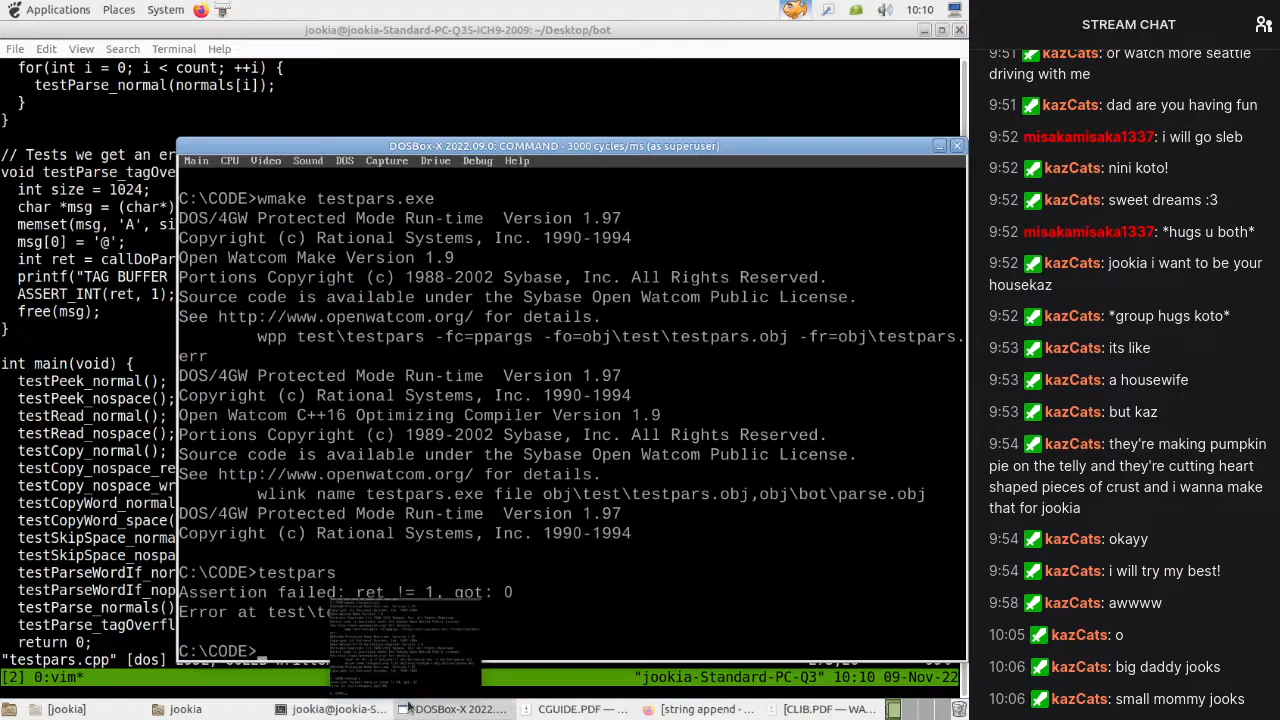 Applications Places System 10:10
jookia@jookia-Standard-PC-Q35-ICH9-2009: ~/Desktop/bot
File Edit View Search Terminal Help
for(int i = 0; i < count; ++i) {
testParse_normal(normals[i]);
}
}
// Tests we get an er
void testParse_tagOve
int size = 1024;
char *msg = (char*)
memset(msg, 'A', si
msg[0] = '@';
int ret = callDoPar
printf("TAG BUFFER
ASSERT_INT(ret, 1);
free(msg);
}
int main(void) {
testPeek_normal();
testPeek_nospace();
testRead_normal();
testRead_nospace();
testCopy_normal();
testCopy_nospace_re
testCopy_nospace_wr
testCopyWord_normal
testCopyWord_space(
testSkipSpace_norma
testSkipSpace_nospa
testParseWordIf_nor
DOSBox-X 2022.09.0: COMMAND - 3000 cycles/ms (as superuser)
Main CPU Video Sound DOS Capture Drive Debug Help
C:\CODE>wmake testpars.exe
DOS/4GW Protected Mode Run-time Version 1.97
Copyright (c) Rational Systems, Inc. 1990-1994
Open Watcom Make Version 1.9
Portions Copyright (c) 1988-2002 Sybase, Inc. All Rights Reserved.
Source code is available under the Sybase Open Watcom Public License.
See http://www.openwatcom.org/ for details.
wpp test\testpars -fc=ppargs -fo=obj\test\testpars.obj -fr=obj\testpars.
err
DOS/4GW Protected Mode Run-time Version 1.97
Copyright (c) Rational Systems, Inc. 1990-1994
Open Watcom C++16 Optimizing Compiler Version 1.9
Portions Copyright (c) 1989-2002 Sybase, Inc. All Rights Reserved.
Source code is available under the Sybase Open Watcom Public License.
See http://www.openwatcom.org/ for details.
wlink name testpars.exe file obj\test\testpars.obj,obj\bot\parse.obj
DOS/4GW Protected Mode Run-time Version 1.97
Copyright (c) Rational Systems, Inc. 1990-1994
C:\CODE>testpars
Assertion failed: ret != 1, got: 0
Error at test\t
C:\CODE>
return 0;
[2] 0:vim* "jookia-Standard-PC-Q35-I" 10:10 09-Nov-22
[jookia] jookia jookia@jookia-S... DOSBox-X 2022.... CGUIDE.PDF — ... [string append - ... [CLIB.PDF — WA...
STREAM CHAT
9:51 kazCats: or watch more seattle
driving with me
9:51 kazCats: dad are you having fun
9:52 misakamisaka1337: i will go sleb
9:52 kazCats: nini koto!
9:52 kazCats: sweet dreams :3
9:52 misakamisaka1337: *hugs u both*
9:52 kazCats: jookia i want to be your
housekaz
9:52 kazCats: *group hugs koto*
9:53 kazCats: its like
9:53 kazCats: a housewife
9:53 kazCats: but kaz
9:54 kazCats: they're making pumpkin
pie on the telly and they're cutting heart
shaped pieces of crust and i wanna make
that for jookia
9:54 kazCats: okayy
9:54 kazCats: i will try my best!
9:58 kazCats: nyu
10:05 kazCats: :3
10:06 kazCats: big daddy jooks
10:06 kazCats: small mommy jooks